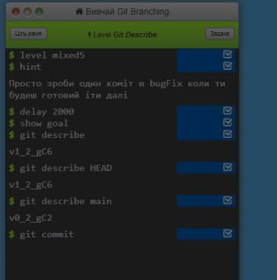 Вивчай Git Branching
Ціль рівня
Level Git Describe
Задача
$ level mixed5
$ hint
Просто зроби один коміт в bugFix коли ти
будеш готовий іти далі
$ delay 2000
$ show goal
$ git describe
v1_2_gC6
$ git describe HEAD
v1_2_gC6
$ git describe main
v0_2_gC2
$ git commit